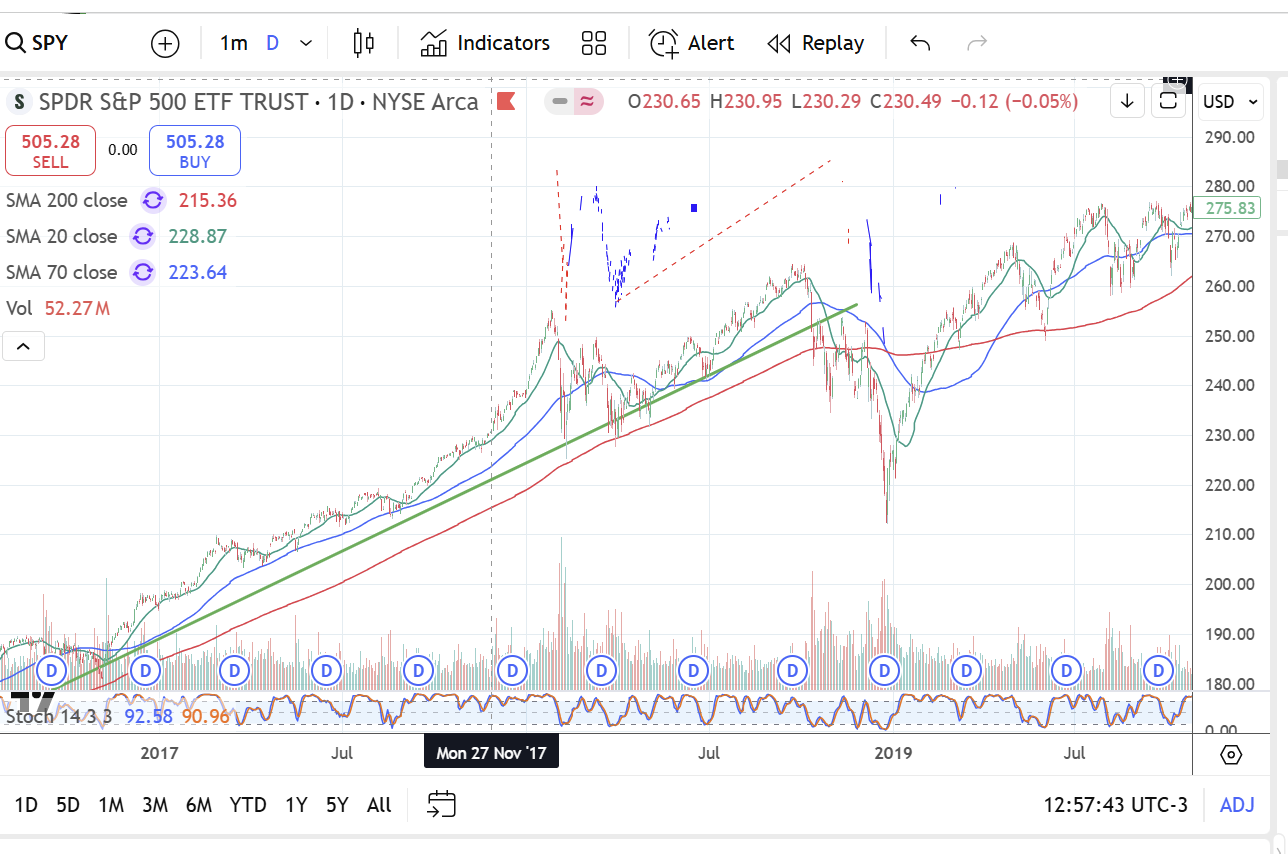 SPY 1m D Indicators Alert Replay
S SPDR S&P 500 ETF TRUST · 1D · NYSE Arca O230.65 H230.95 L230.29 C230.49 −0.12 (−0.05%) USD
505.28 SELL 0.00 505.28 BUY
SMA 200 close 215.36
SMA 20 close 228.87
SMA 70 close 223.64
Vol 52.27M
290.00
280.00
275.83
270.00
260.00
250.00
240.00
230.00
220.00
210.00
200.00
190.00
180.00
D D D D D D D D D D D D D
Stoch 14 3 3 92.58 90.96 0.00
2017 Jul Mon 27 Nov '17 Jul 2019 Jul
1D 5D 1M 3M 6M YTD 1Y 5Y All 12:57:43 UTC-3 ADJ